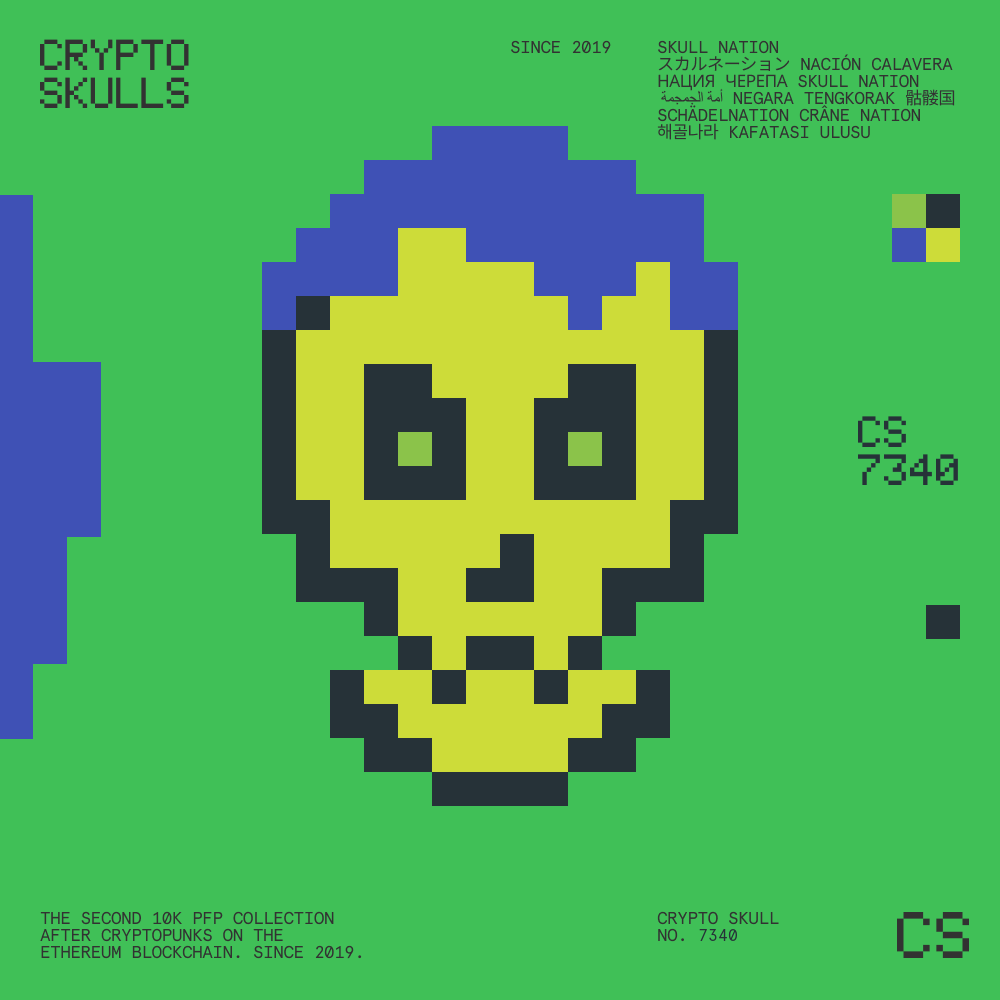 CRYPTO
SKULLS
SINCE 2019
SKULL NATION
スカルネーション NACIÓN CALAVERA
НАЦИЯ ЧЕРЕПА SKULL NATION
أمة الجمجمة NEGARA TENGKORAK 骷髅国
SCHÄDELNATION CRÂNE NATION
해골나라 KAFATASI ULUSU
CS
7340
THE SECOND 10K PFP COLLECTION
AFTER CRYPTOPUNKS ON THE
ETHEREUM BLOCKCHAIN. SINCE 2019.
CRYPTO SKULL
NO. 7340
CS